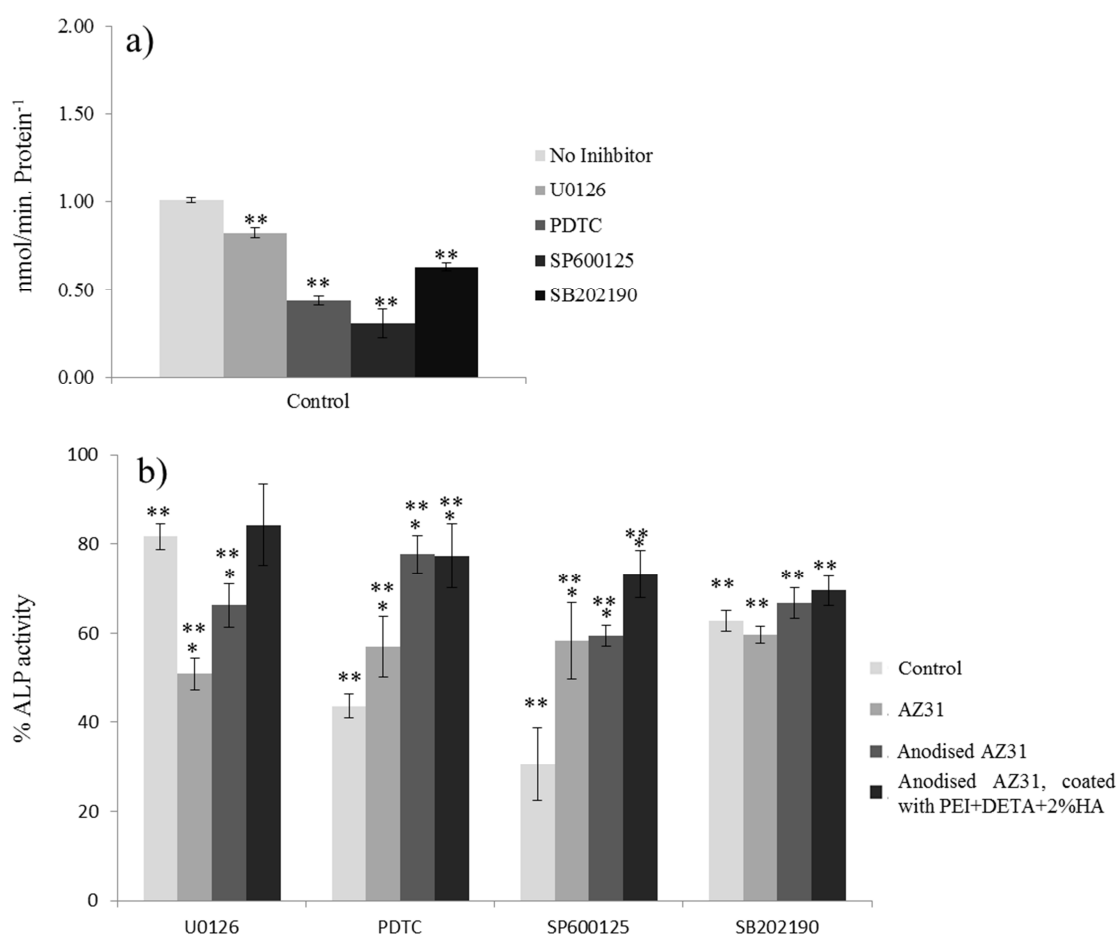 a)
nmol/min. Protein⁻¹
2.00
1.50
1.00
0.50
0.00
**
**
**
**
Control
No Inihbitor
U0126
PDTC
SP600125
SB202190
b)
% ALP activity
100
80
60
40
20
0
**
**
*
**
*
**
**
*
**
*
**
*
**
**
*
**
*
**
*
**
**
**
**
U0126
PDTC
SP600125
SB202190
Control
AZ31
Anodised AZ31
Anodised AZ31, coated
with PEI+DETA+2%HA